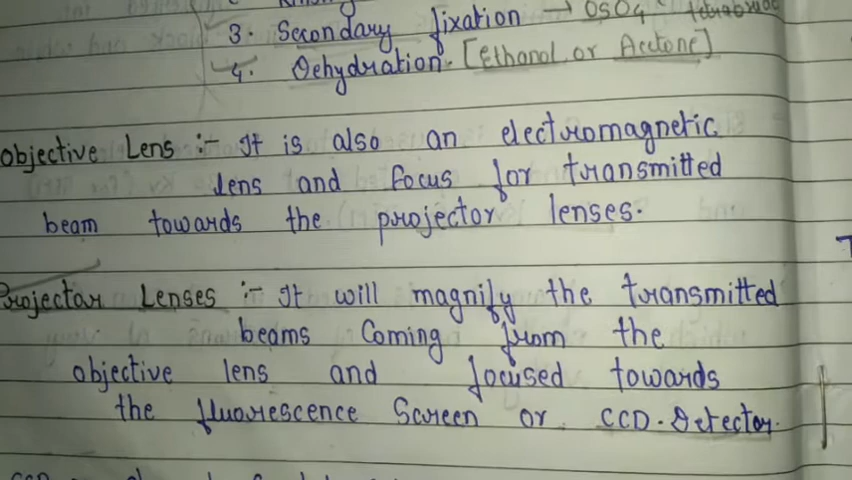 3. Secondary fixation → OsO4
4. Dehydration. [Ethanol or Acetone]
objective Lens :- It is also an electromagnetic
lens and focus for transmitted
beam towards the projector lenses.
Projectar Lenses :- It will magnify the transmitted
beams Coming from the
objective lens and focused towards
the fluorescence Screen or CCD-Detector.